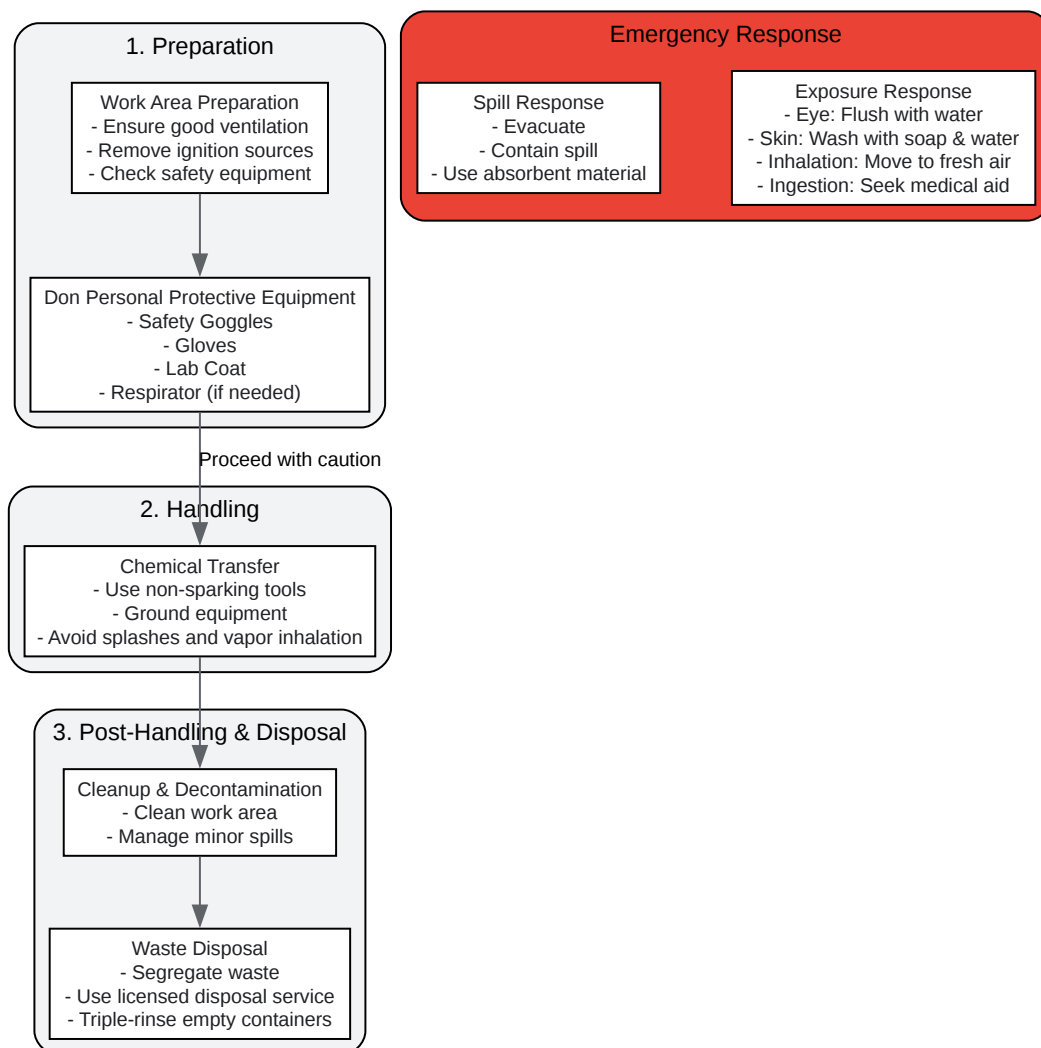 1. Preparation
Work Area Preparation
- Ensure good ventilation
- Remove ignition sources
- Check safety equipment
Don Personal Protective Equipment
- Safety Goggles
- Gloves
- Lab Coat
- Respirator (if needed)
Proceed with caution
2. Handling
Chemical Transfer
- Use non-sparking tools
- Ground equipment
- Avoid splashes and vapor inhalation
3. Post-Handling & Disposal
Cleanup & Decontamination
- Clean work area
- Manage minor spills
Waste Disposal
- Segregate waste
- Use licensed disposal service
- Triple-rinse empty containers
Emergency Response
Spill Response
- Evacuate
- Contain spill
- Use absorbent material
Exposure Response
- Eye: Flush with water
- Skin: Wash with soap & water
- Inhalation: Move to fresh air
- Ingestion: Seek medical aid